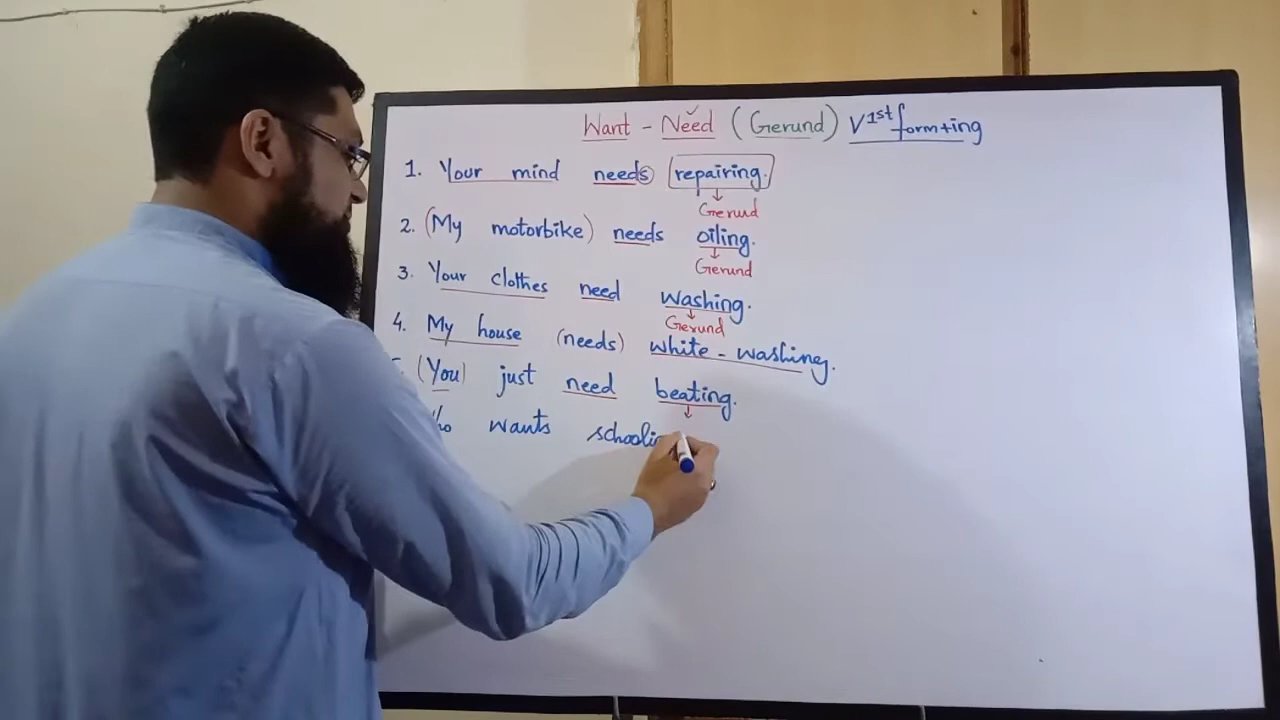 Want - Need (Gerund) V 1st form+ing
1. Your mind needs repairing.
Gerund
2. (My motorbike) needs oiling.
Gerund
3. Your clothes need washing.
Gerund
4. My house (needs) white-washing.
(You) just need beating.
wants